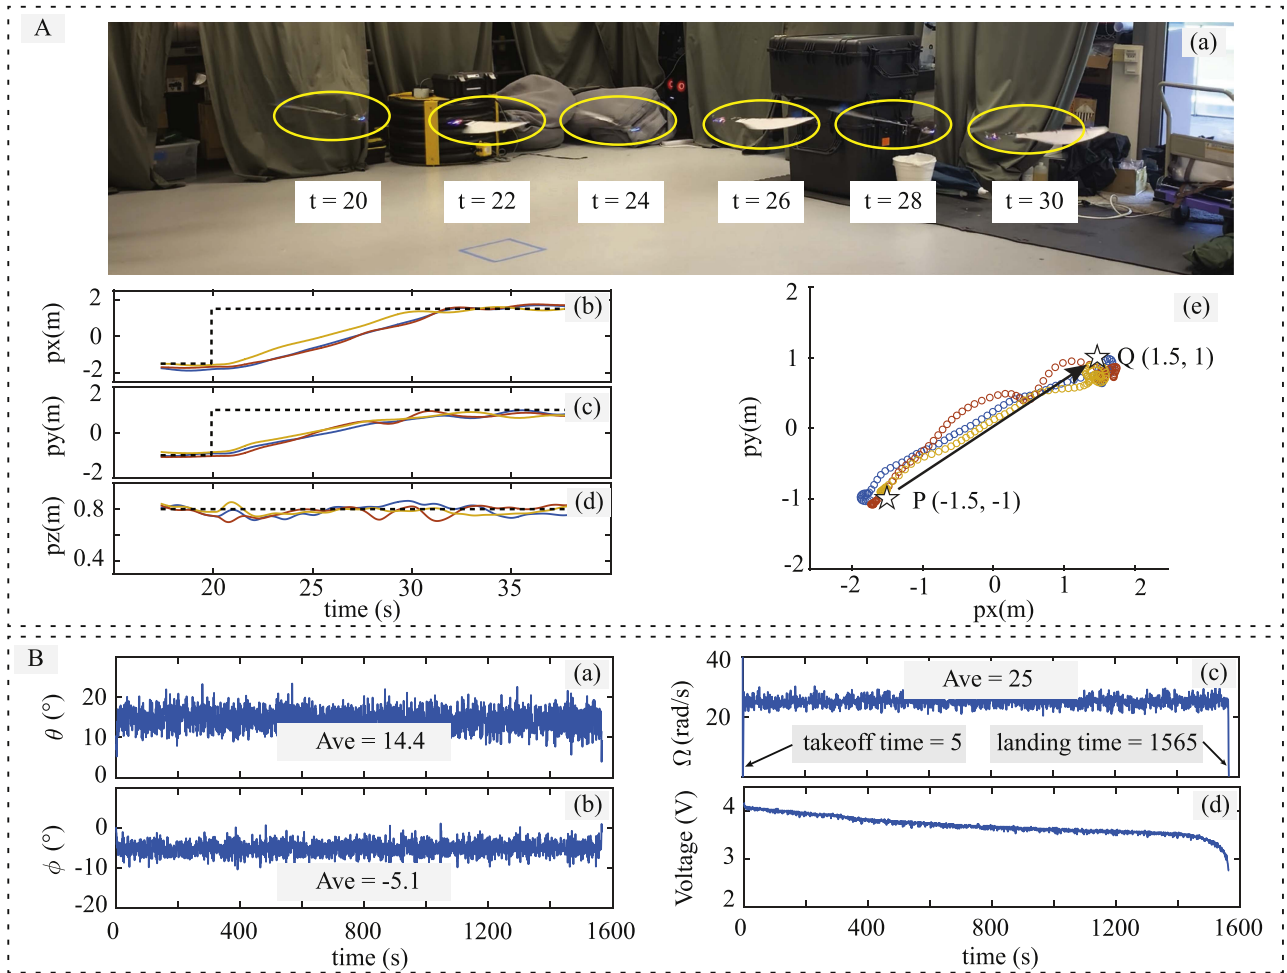 A
(a)
t = 20
t = 22
t = 24
t = 26
t = 28
t = 30
px(m)
2
0
-2
(b)
py(m)
2
0
-2
(c)
pz(m)
0.8
0.4
(d)
20
25
30
35
time (s)
(e)
py(m)
2
1
0
-1
-2
Q (1.5, 1)
P (-1.5, -1)
-2
-1
0
1
2
px(m)
B
(a)
θ (°)
20
10
0
Ave = 14.4
(b)
ϕ (°)
0
-10
-20
Ave = -5.1
0
400
800
1200
1600
time (s)
(c)
Ω (rad/s)
40
20
Ave = 25
takeoff time = 5
landing time = 1565
(d)
Voltage (V)
4
3
2
0
400
800
1200
1600
time (s)